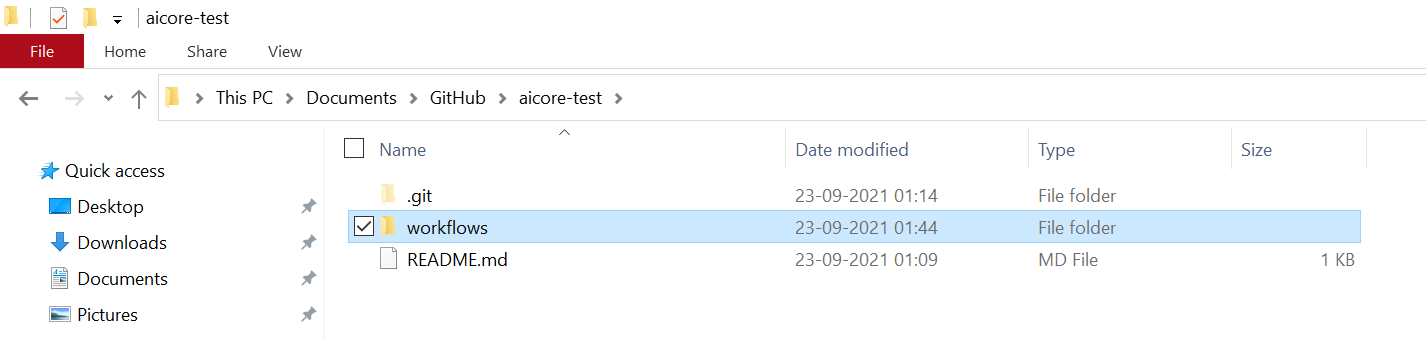 aicore-test
File Home Share View
This PC Documents GitHub aicore-test
Name Date modified Type Size
Quick access
.git 23-09-2021 01:14 File folder
Desktop
workflows 23-09-2021 01:44 File folder
Downloads
README.md 23-09-2021 01:09 MD File 1 KB
Documents
Pictures